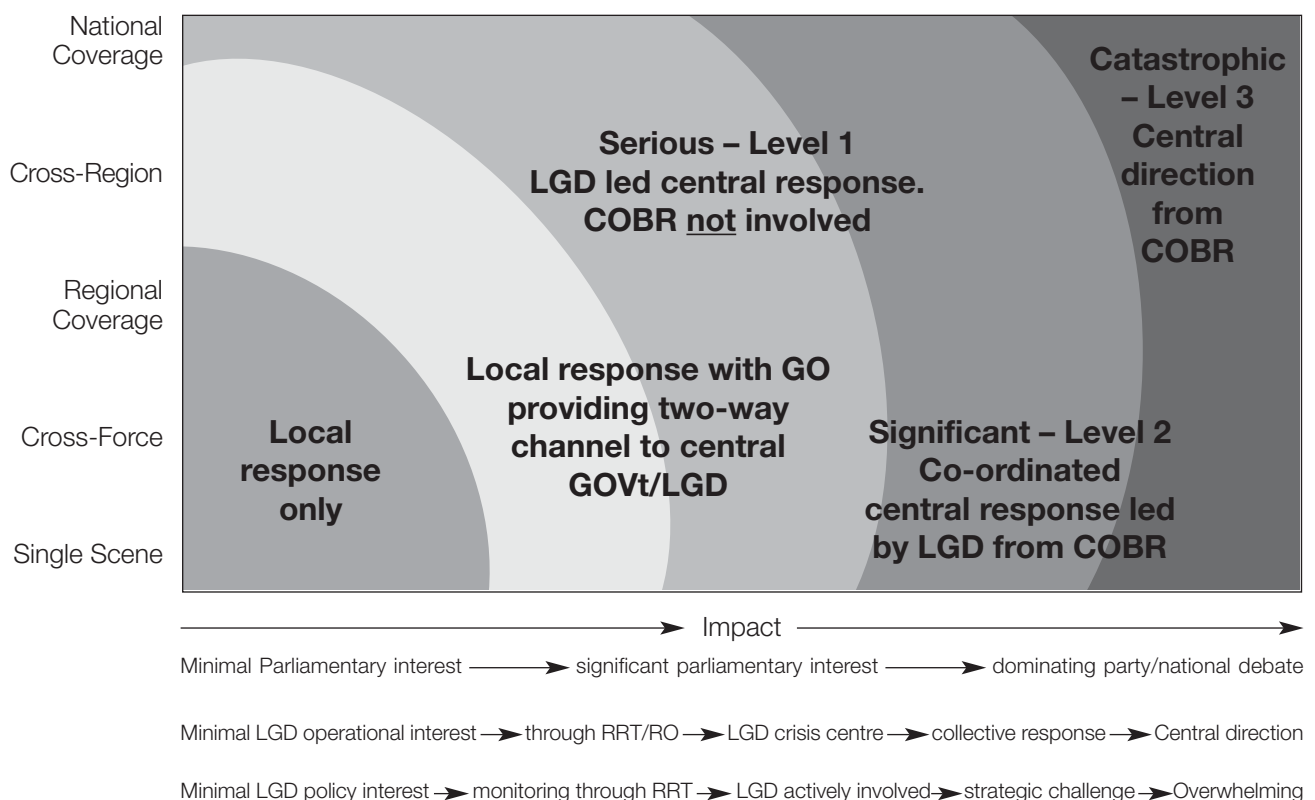 National
Coverage
Cross-Region
Regional
Coverage
Cross-Force
Single Scene
Catastrophic
– Level 3
Central
direction
from
COBR
Serious – Level 1
LGD led central response.
COBR not involved
Local response with GO
providing two-way
channel to central
GOVt/LGD
Local
response
only
Significant – Level 2
Co-ordinated
central response led
by LGD from COBR
Impact
Minimal Parliamentary interest significant parliamentary interest dominating party/national debate
Minimal LGD operational interest through RRT/RO LGD crisis centre collective response Central direction
Minimal LGD policy interest monitoring through RRT LGD actively involved strategic challenge Overwhelming